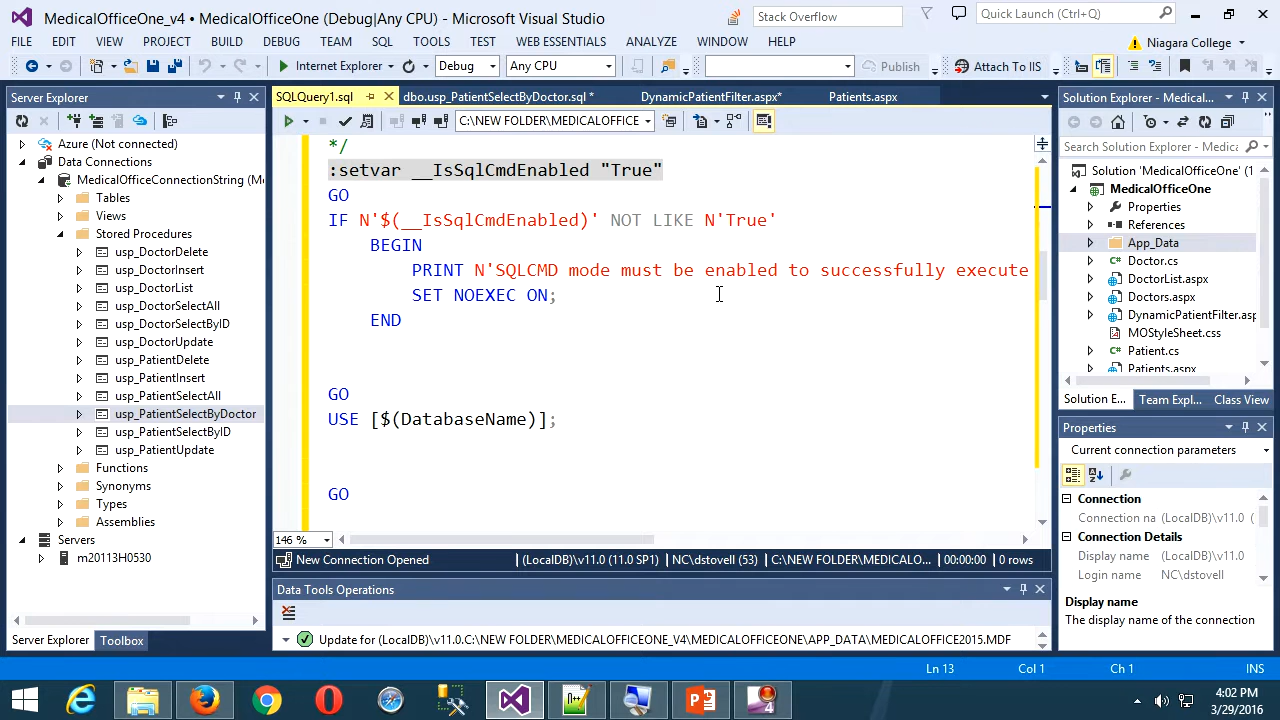 MedicalOfficeOne_v4 • MedicalOfficeOne (Debug|Any CPU) - Microsoft Visual Studio
Stack Overflow
Quick Launch (Ctrl+Q)
FILE EDIT VIEW PROJECT BUILD DEBUG TEAM SQL TOOLS TEST WEB ESSENTIALS ANALYZE WINDOW HELP
Niagara College
Internet Explorer Debug Any CPU Publish Attach To IIS
Server Explorer
Azure (Not connected)
Data Connections
MedicalOfficeConnectionString (M
Tables
Views
Stored Procedures
usp_DoctorDelete
usp_DoctorInsert
usp_DoctorList
usp_DoctorSelectAll
usp_DoctorSelectByID
usp_DoctorUpdate
usp_PatientDelete
usp_PatientInsert
usp_PatientSelectAll
usp_PatientSelectByDoctor
usp_PatientSelectByID
usp_PatientUpdate
Functions
Synonyms
Types
Assemblies
Servers
m20113H0530
Server Explorer Toolbox
SQLQuery1.sql dbo.usp_PatientSelectByDoctor.sql * DynamicPatientFilter.aspx* Patients.aspx
C:\NEW FOLDER\MEDICALOFFICE
*/
:setvar __IsSqlCmdEnabled "True"
GO
IF N'$(__IsSqlCmdEnabled)' NOT LIKE N'True'
BEGIN
PRINT N'SQLCMD mode must be enabled to successfully execute
SET NOEXEC ON;
END
GO
USE [$(DatabaseName)];
GO
146 %
New Connection Opened (LocalDB)\v11.0 (11.0 SP1) NC\dstovell (53) C:\NEW FOLDER\MEDICALO... 00:00:00 0 rows
Data Tools Operations
Update for (LocalDB)\v11.0.C:\NEW FOLDER\MEDICALOFFICEONE_V4\MEDICALOFFICEONE\APP_DATA\MEDICALOFFICE2015.MDF
Solution Explorer - Medical...
Search Solution Explorer (Ctrl+;)
Solution 'MedicalOfficeOne' (1
MedicalOfficeOne
Properties
References
App_Data
Doctor.cs
DoctorList.aspx
Doctors.aspx
DynamicPatientFilter.asp
MOStyleSheet.css
Patient.cs
Patients.aspx
Solution E... Team Expl... Class View
Properties
Current connection parameters
Connection
Connection na (LocalDB)\v11.0 (
Connection Details
Display name (LocalDB)\v11.0
Login name NC\dstovell
Display name
The display name of the connection
Ln 13 Col 1 Ch 1 INS
4:02 PM
3/29/2016